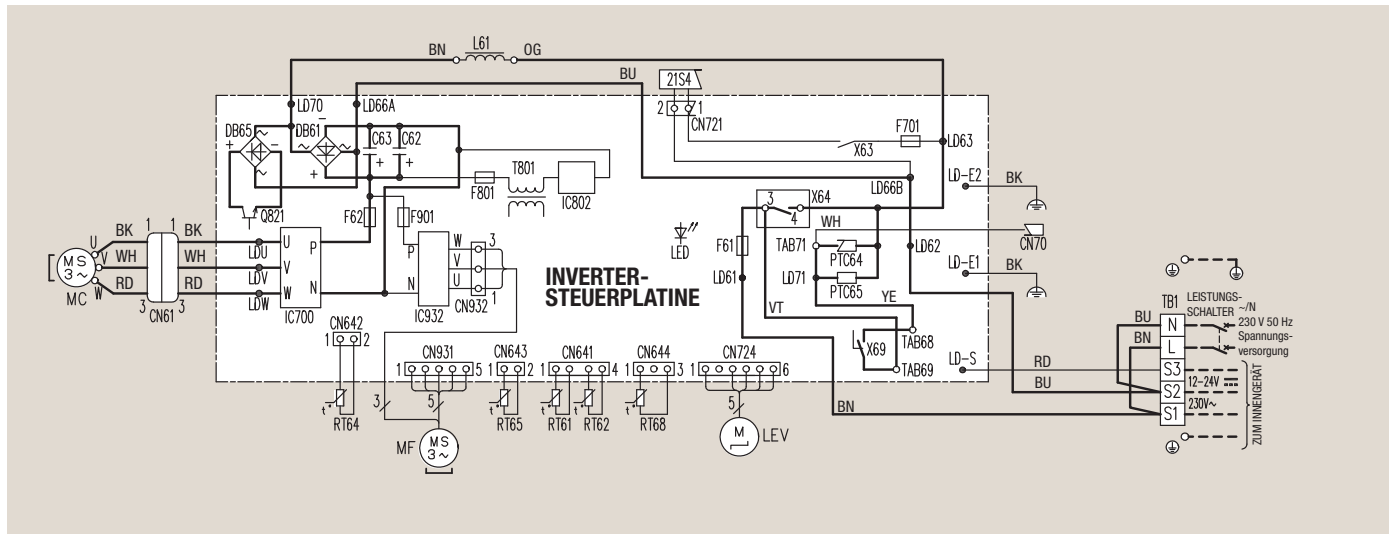 BN L61 OG
BU
21S4
2 1
CN721
LD70 LD66A
DB65 DB61 C63 C62
~ ~ - ~
+ - + +
~ ~ + ~
F701
X63
LD63
T801
F801
IC802
LD66B
LD-E2 BK
Q821
F62 F901
3 4 X64
WH
CN70
LED
F61
TAB71
PTC64
LD62
LD-E1 BK
LD61
LD71
PTC65
YE
VT
X69
TAB68
TAB69
1 1
U BK BK LDU U P
MS 3~ V WH WH LDV V
W RD RD LDW W N
MC 3 3
CN61
IC700
P W 3
V
N U 1
IC932 CN932
INVERTER-
STEUERPLATINE
CN642
1 2
CN931
1 5
CN643
1 2
CN641
1 4
CN644
1 3
CN724
1 6
t° RT64
3
5
MF MS 3~
t° RT65
t° RT61
t° RT62
t° RT68
5
M LEV
LD-S RD
BU
BN
TB1
BU N
BN L
S3
S2
S1
LEISTUNGS-
SCHALTER ~/N
230 V 50 Hz
Spannungs-
versorgung
12–24V
230V~
ZUM INNENGERÄT